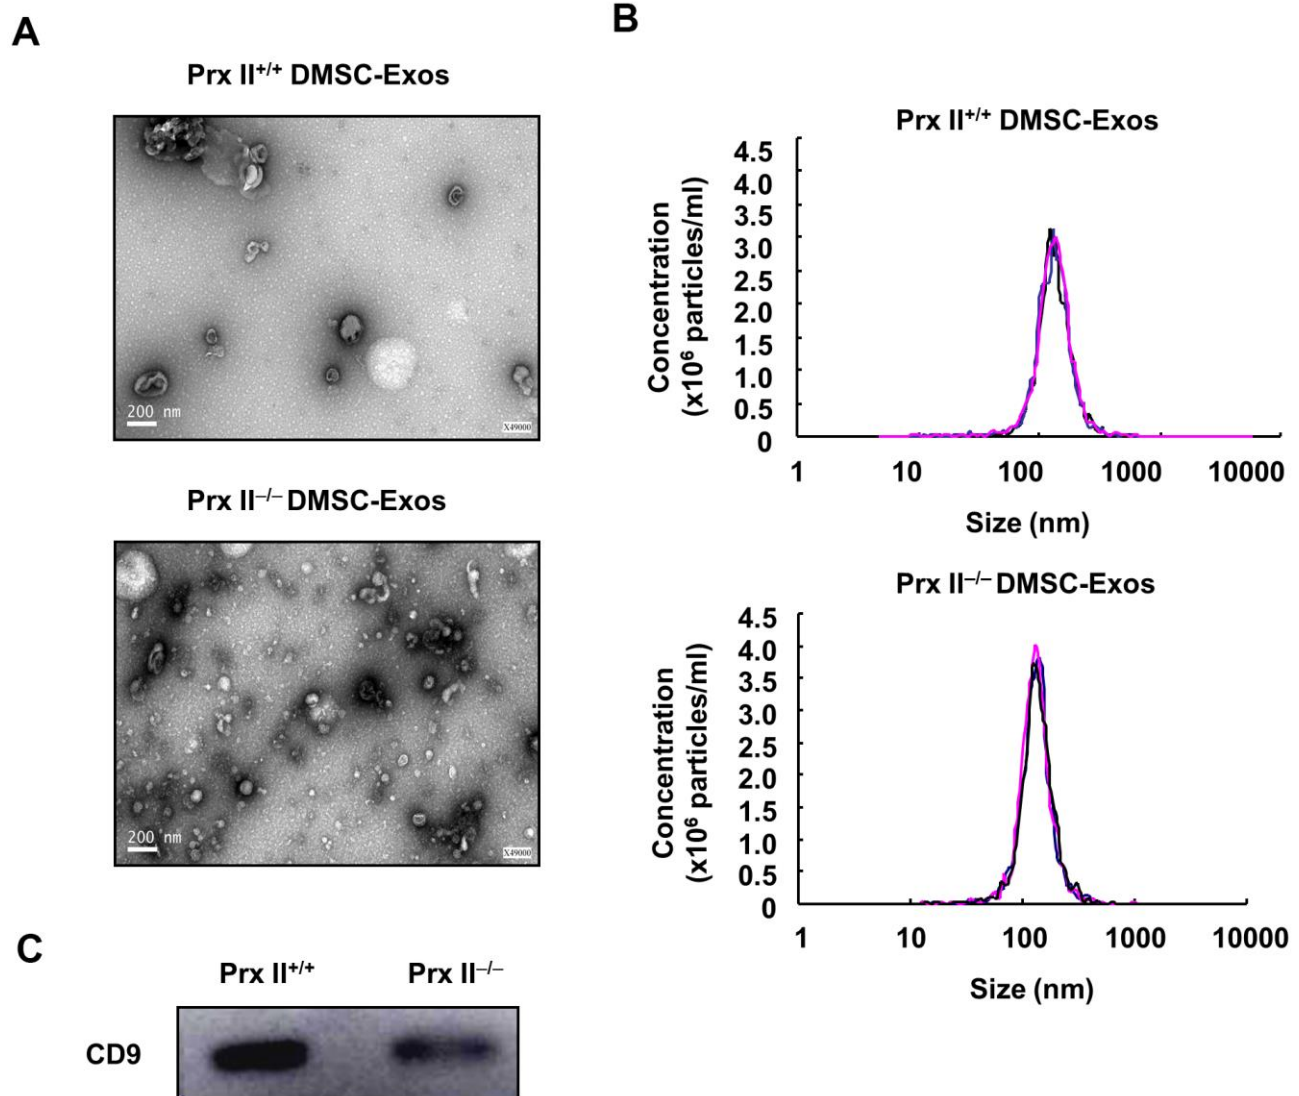 A
Prx II+/+ DMSC-Exos
200 nm
X49000
Prx II–/– DMSC-Exos
200 nm
X49000
B
Prx II+/+ DMSC-Exos
Concentration
(x10⁶ particles/ml)
4.5
4.0
3.5
3.0
2.5
2.0
1.5
1.0
0.5
0
1 10 100 1000 10000
Size (nm)
Prx II–/– DMSC-Exos
Concentration
(x10⁶ particles/ml)
4.5
4.0
3.5
3.0
2.5
2.0
1.5
1.0
0.5
0
1 10 100 1000 10000
Size (nm)
C
Prx II+/+ Prx II–/–
CD9